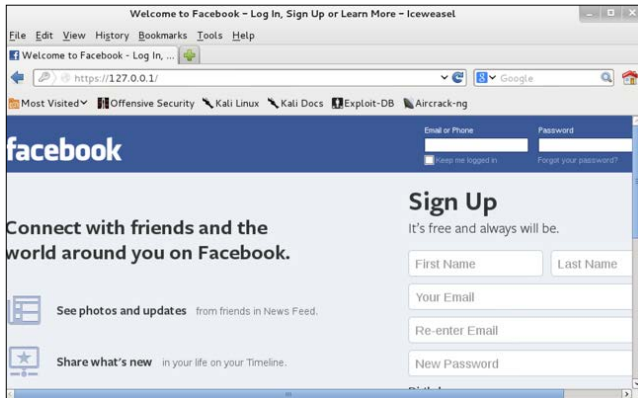 Welcome to Facebook - Log In, Sign Up or Learn More - Iceweasel
File Edit View History Bookmarks Tools Help
Welcome to Facebook - Log In, ...
https://127.0.0.1/
Google
Most Visited Offensive Security Kali Linux Kali Docs Exploit-DB Aircrack-ng
facebook
Email or Phone
Password
Keep me logged in
Forgot your password?
Sign Up
It's free and always will be.
Connect with friends and the
world around you on Facebook.
First Name
Last Name
Your Email
See photos and updates from friends in News Feed.
Re-enter Email
Share what's new in your life on your Timeline.
New Password